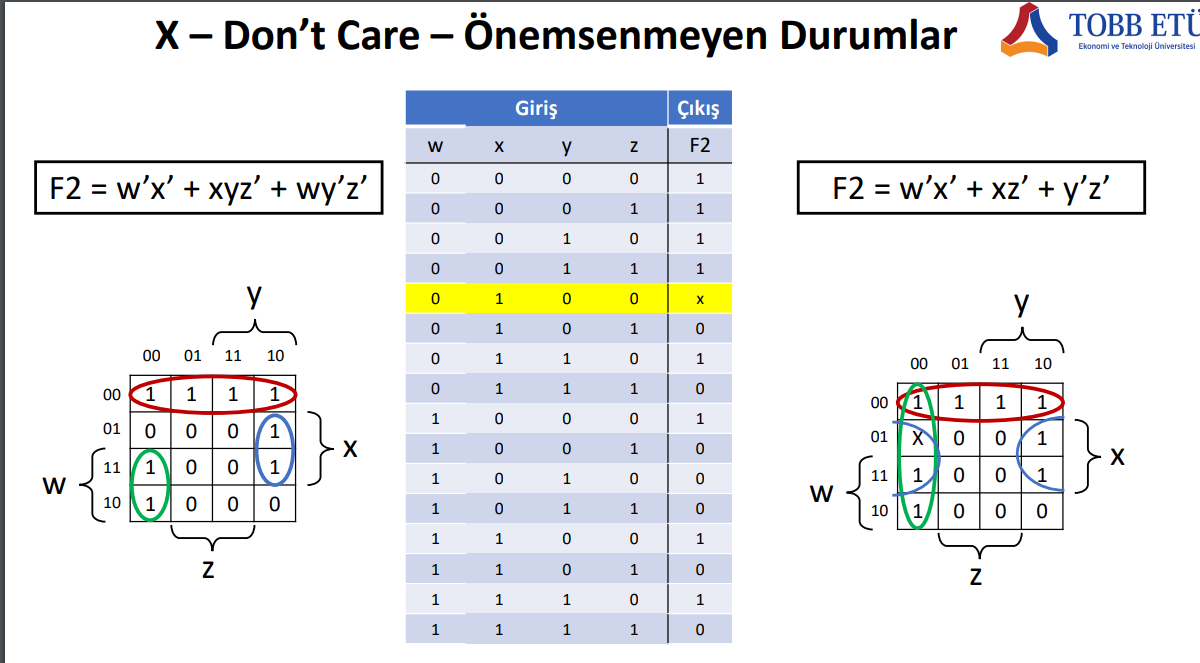 X – Don’t Care – Önemsenmeyen Durumlar
TOBB ETÜ
Ekonomi ve Teknoloji Üniversitesi
F2 = w’x’ + xyz’ + wy’z’
y
00 01 11 10
00 1 1 1 1
01 0 0 0 1
11 1 0 0 1
10 1 0 0 0
x
w
z
Giriş Çıkış
w x y z F2
0 0 0 0 1
0 0 0 1 1
0 0 1 0 1
0 0 1 1 1
0 1 0 0 x
0 1 0 1 0
0 1 1 0 1
0 1 1 1 0
1 0 0 0 1
1 0 0 1 0
1 0 1 0 0
1 0 1 1 0
1 1 0 0 1
1 1 0 1 0
1 1 1 0 1
1 1 1 1 0
F2 = w’x’ + xz’ + y’z’
y
00 01 11 10
00 1 1 1 1
01 X 0 0 1
11 1 0 0 1
10 1 0 0 0
x
w
z